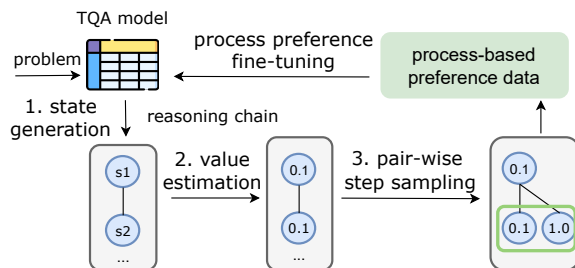 TQA model
problem
process preference
fine-tuning
process-based
preference data
1. state
generation
reasoning chain
s1
s2
...
2. value
estimation
0.1
0.1
...
3. pair-wise
step sampling
0.1
0.1
1.0